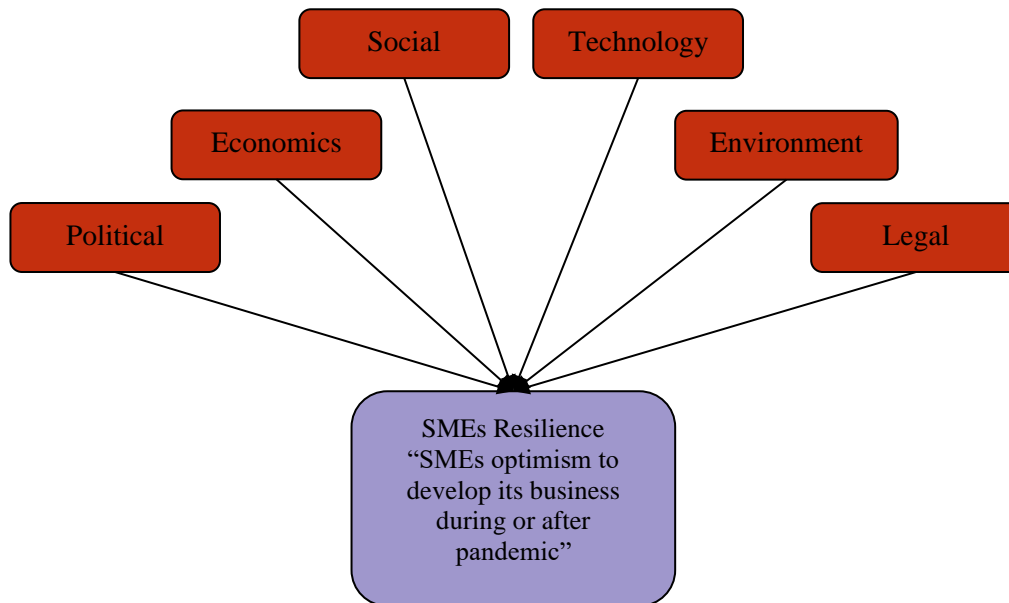 Social
Technology
Economics
Environment
Political
Legal
SMEs Resilience
“SMEs optimism to
develop its business
during or after
pandemic”